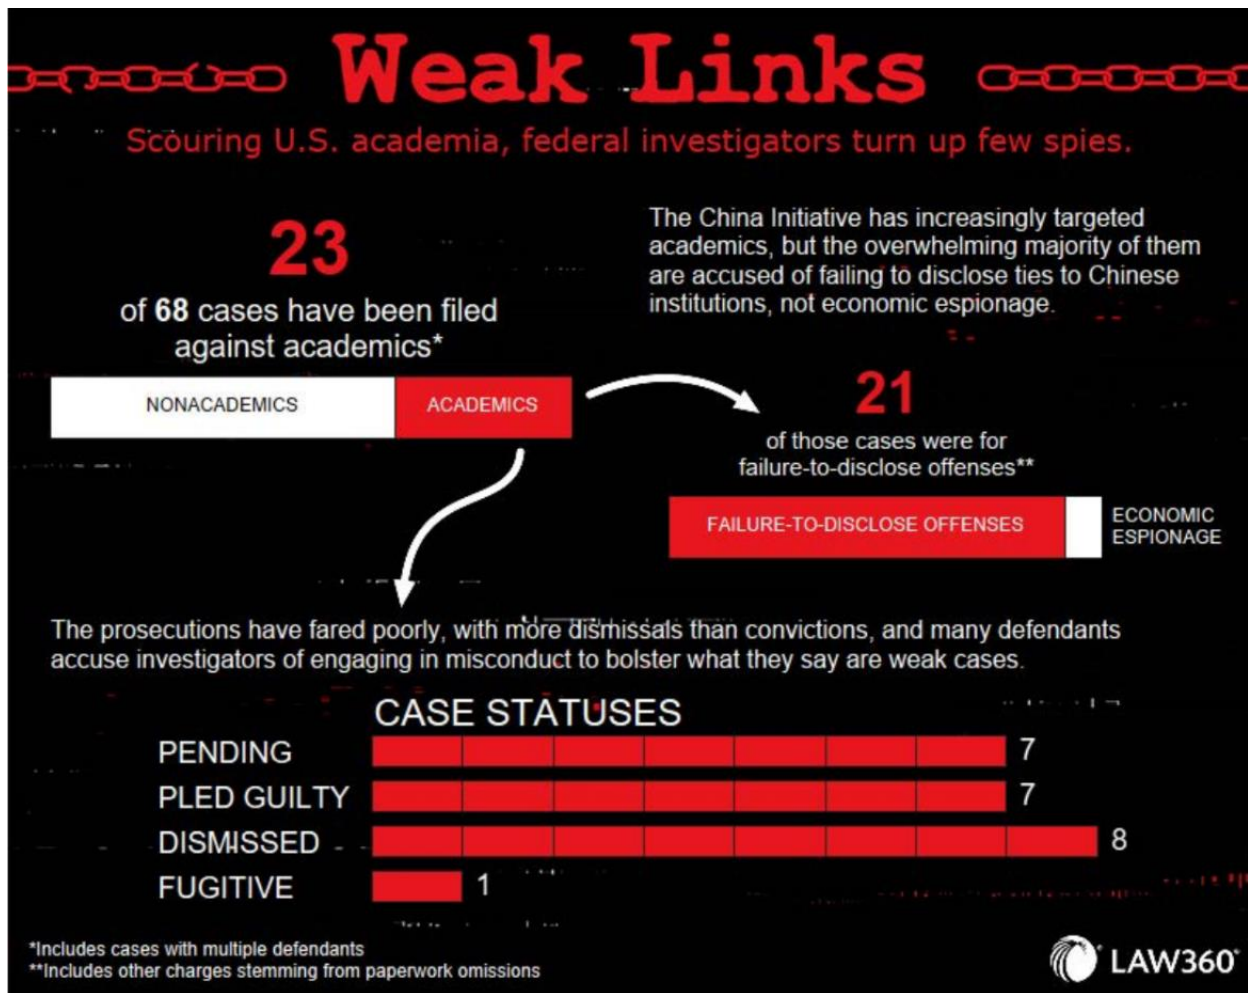 Weak Links
Scouring U.S. academia, federal investigators turn up few spies.
23
of 68 cases have been filed
against academics*
NONACADEMICS
ACADEMICS
The China Initiative has increasingly targeted
academics, but the overwhelming majority of them
are accused of failing to disclose ties to Chinese
institutions, not economic espionage.
21
of those cases were for
failure-to-disclose offenses**
FAILURE-TO-DISCLOSE OFFENSES
ECONOMIC
ESPIONAGE
The prosecutions have fared poorly, with more dismissals than convictions, and many defendants
accuse investigators of engaging in misconduct to bolster what they say are weak cases.
CASE STATUSES
PENDING 7
PLED GUILTY 7
DISMISSED 8
FUGITIVE 1
*Includes cases with multiple defendants
**Includes other charges stemming from paperwork omissions
LAW360